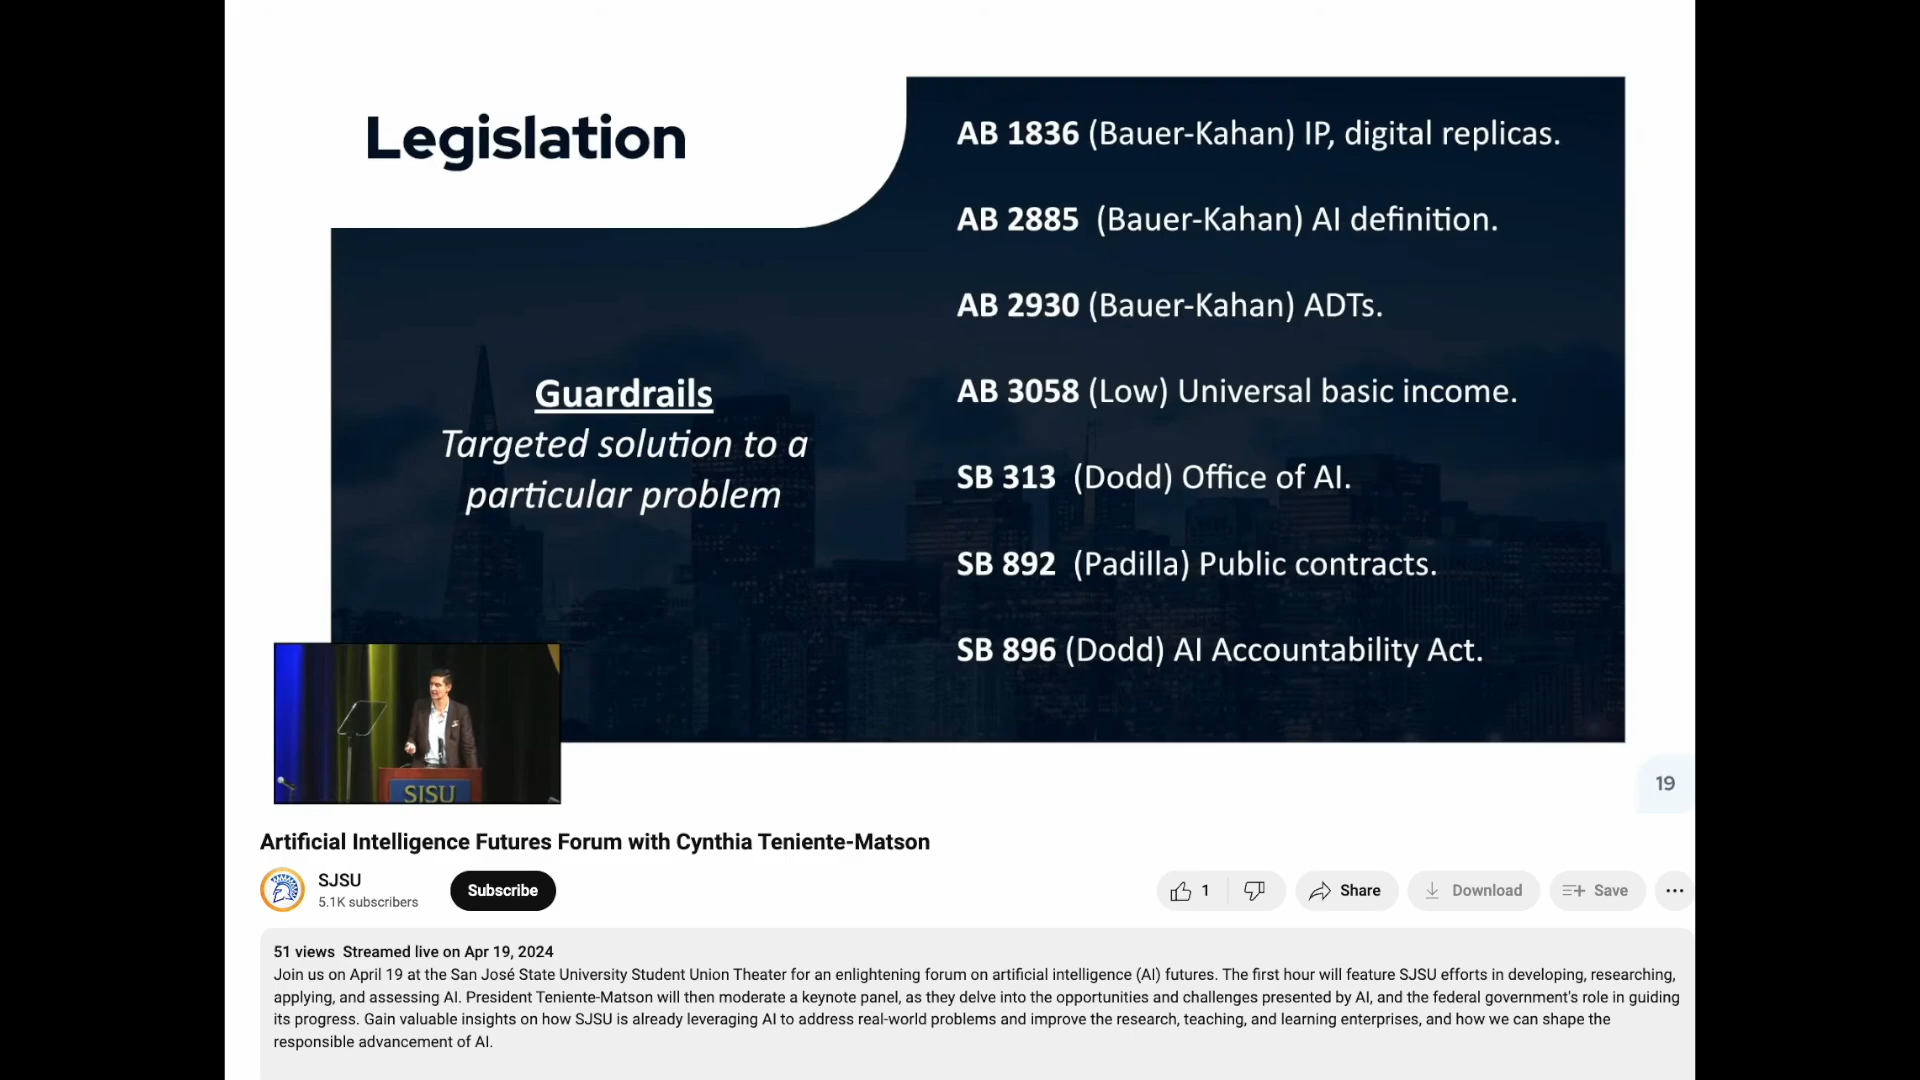 Legislation
Guardrails
Targeted solution to a
particular problem
AB 1836 (Bauer-Kahan) IP, digital replicas.
AB 2885 (Bauer-Kahan) AI definition.
AB 2930 (Bauer-Kahan) ADTs.
AB 3058 (Low) Universal basic income.
SB 313 (Dodd) Office of AI.
SB 892 (Padilla) Public contracts.
SB 896 (Dodd) AI Accountability Act.
SJSU
19
Artificial Intelligence Futures Forum with Cynthia Teniente-Matson
SJSU
5.1K subscribers
Subscribe
1
Share
Download
Save
51 views Streamed live on Apr 19, 2024
Join us on April 19 at the San José State University Student Union Theater for an enlightening forum on artificial intelligence (AI) futures. The first hour will feature SJSU efforts in developing, researching,
applying, and assessing AI. President Teniente-Matson will then moderate a keynote panel, as they delve into the opportunities and challenges presented by AI, and the federal government's role in guiding
its progress. Gain valuable insights on how SJSU is already leveraging AI to address real-world problems and improve the research, teaching, and learning enterprises, and how we can shape the
responsible advancement of AI.